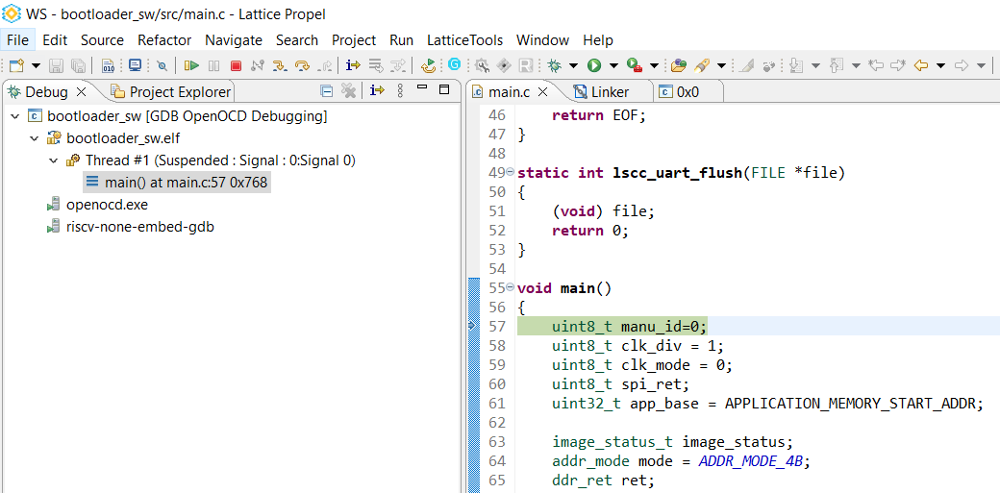 WS - bootloader_sw/src/main.c - Lattice Propel
File Edit Source Refactor Navigate Search Project Run LatticeTools Window Help
Debug Project Explorer
bootloader_sw [GDB OpenOCD Debugging]
bootloader_sw.elf
Thread #1 (Suspended : Signal : 0:Signal 0)
main() at main.c:57 0x768
openocd.exe
riscv-none-embed-gdb
main.c Linker 0x0
46 return EOF;
47 }
48
49 static int lscc_uart_flush(FILE *file)
50 {
51 (void) file;
52 return 0;
53 }
54
55 void main()
56 {
57 uint8_t manu_id=0;
58 uint8_t clk_div = 1;
59 uint8_t clk_mode = 0;
60 uint8_t spi_ret;
61 uint32_t app_base = APPLICATION_MEMORY_START_ADDR;
62
63 image_status_t image_status;
64 addr_mode mode = ADDR_MODE_4B;
65 ddr_ret ret;